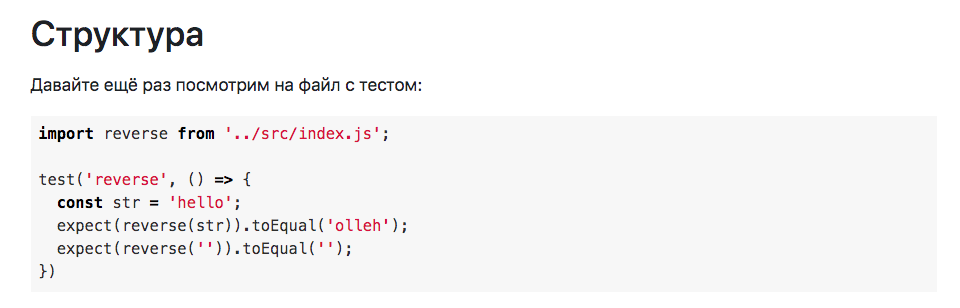 Структура
Давайте ещё раз посмотрим на файл с тестом:
import reverse from '../src/index.js';
test('reverse', () => {
  const str = 'hello';
  expect(reverse(str)).toEqual('olleh');
  expect(reverse('')).toEqual('');
})